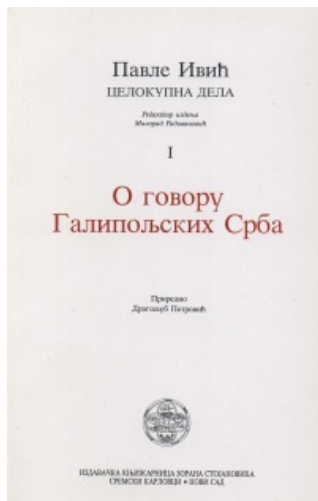 Павле Ивић
ЦЕЛОКУПНА ДЕЛА
Редактор издања
Милорад Радовановић
I
О говору
Галипољских Срба
Приредио
Драгољуб Петровић
ИЗДАВАЧКА КЊИЖАРНИЦА ЗОРАНА СТОЈАНОВИЋА
СРЕМСКИ КАРЛОВЦИ • НОВИ САД